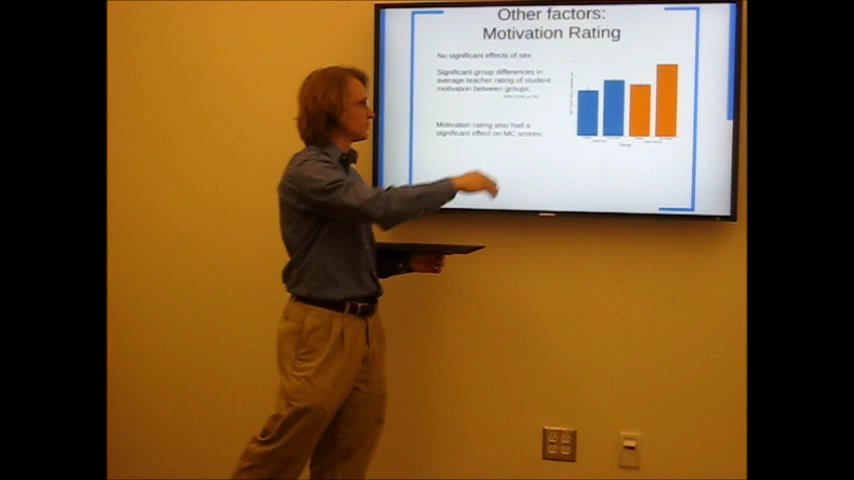 Other factors:
Motivation Rating
No significant effects of sex
Significant group differences in
average teacher rating of student
motivation between groups
Motivation rating also had a
significant effect on MC scores;